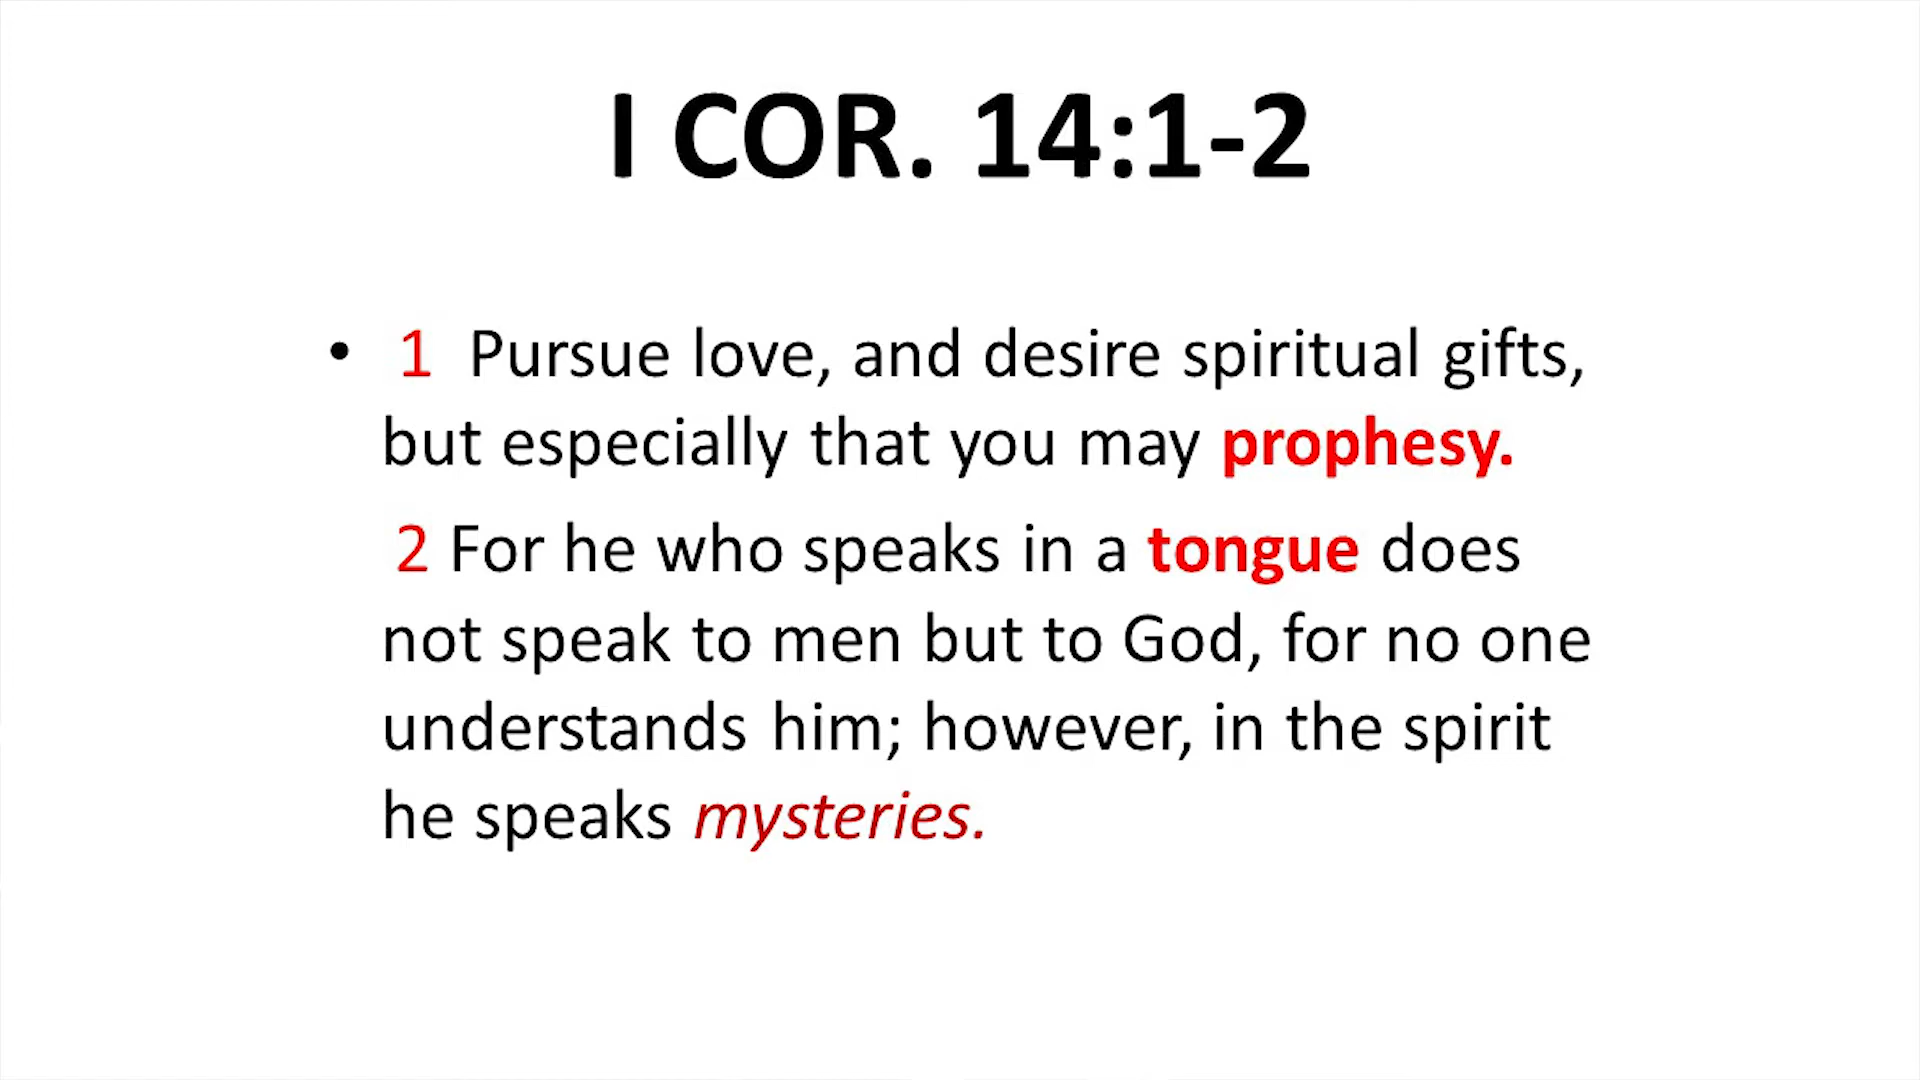 I COR. 14:1-2
• 1 Pursue love, and desire spiritual gifts,
but especially that you may prophesy.
2 For he who speaks in a tongue does
not speak to men but to God, for no one
understands him; however, in the spirit
he speaks mysteries.